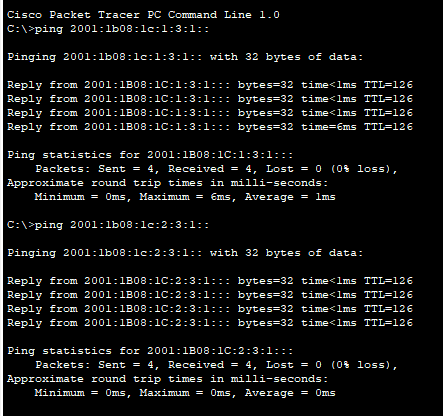 Cisco Packet Tracer PC Command Line 1.0
C:\>ping 2001:1b08:1c:1:3:1::
Pinging 2001:1b08:1c:1:3:1:: with 32 bytes of data:
Reply from 2001:1B08:1C:1:3:1::: bytes=32 time<1ms TTL=126
Reply from 2001:1B08:1C:1:3:1::: bytes=32 time<1ms TTL=126
Reply from 2001:1B08:1C:1:3:1::: bytes=32 time<1ms TTL=126
Reply from 2001:1B08:1C:1:3:1::: bytes=32 time=6ms TTL=126
Ping statistics for 2001:1B08:1C:1:3:1:::
Packets: Sent = 4, Received = 4, Lost = 0 (0% loss),
Approximate round trip times in milli-seconds:
Minimum = 0ms, Maximum = 6ms, Average = 1ms
C:\>ping 2001:1b08:1c:2:3:1::
Pinging 2001:1b08:1c:2:3:1:: with 32 bytes of data:
Reply from 2001:1B08:1C:2:3:1::: bytes=32 time<1ms TTL=126
Reply from 2001:1B08:1C:2:3:1::: bytes=32 time<1ms TTL=126
Reply from 2001:1B08:1C:2:3:1::: bytes=32 time<1ms TTL=126
Reply from 2001:1B08:1C:2:3:1::: bytes=32 time<1ms TTL=126
Ping statistics for 2001:1B08:1C:2:3:1:::
Packets: Sent = 4, Received = 4, Lost = 0 (0% loss),
Approximate round trip times in milli-seconds:
Minimum = 0ms, Maximum = 0ms, Average = 0ms